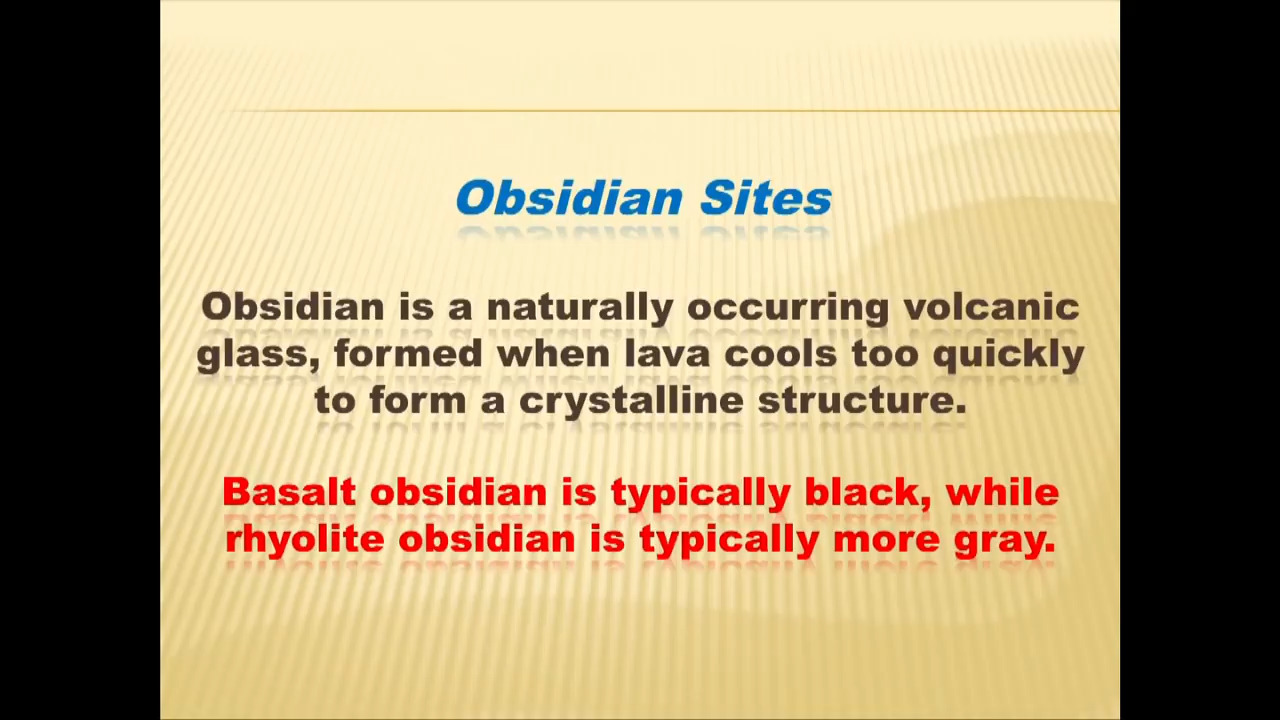 Obsidian Sites
Obsidian is a naturally occurring volcanic
glass, formed when lava cools too quickly
to form a crystalline structure.
Basalt obsidian is typically black, while
rhyolite obsidian is typically more gray.